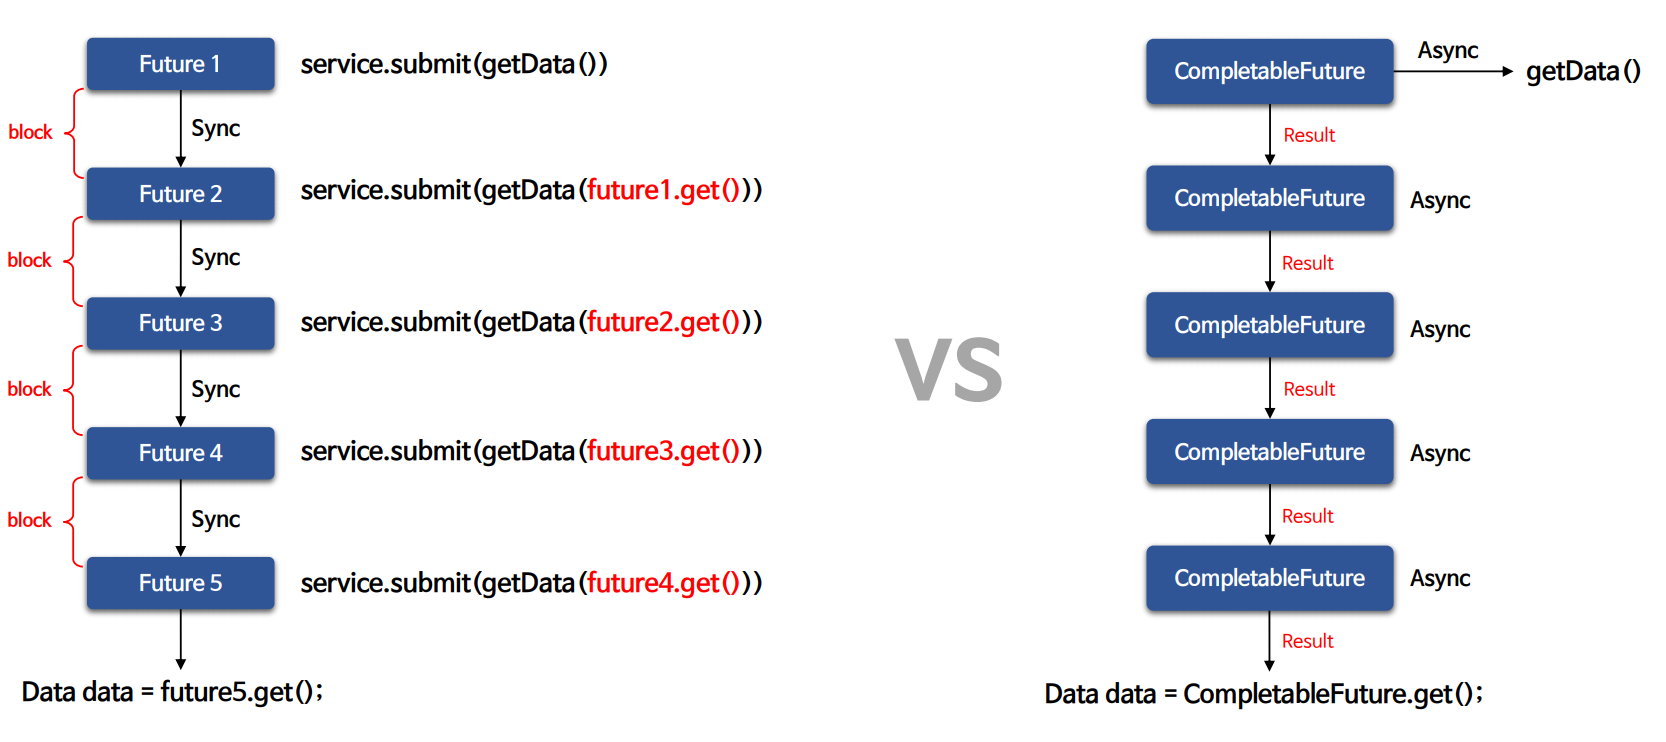 Future 1
service.submit(getData())
block
Sync
Future 2
service.submit(getData(future1.get()))
block
Sync
Future 3
service.submit(getData(future2.get()))
block
Sync
Future 4
service.submit(getData(future3.get()))
block
Sync
Future 5
service.submit(getData(future4.get()))
Data data = future5.get();
VS
CompletableFuture
Async
getData()
Result
CompletableFuture
Async
Result
CompletableFuture
Async
Result
CompletableFuture
Async
Result
CompletableFuture
Async
Result
Data data = CompletableFuture.get();